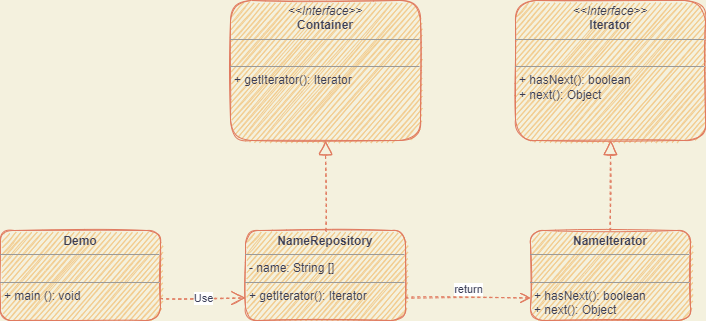 <<Interface>>
Container
+ getIterator(): Iterator
<<Interface>>
Iterator
+ hasNext(): boolean
+ next(): Object
Demo
+ main (): void
Use
NameRepository
- name: String []
+ getIterator(): Iterator
return
NameIterator
+ hasNext(): boolean
+ next(): Object